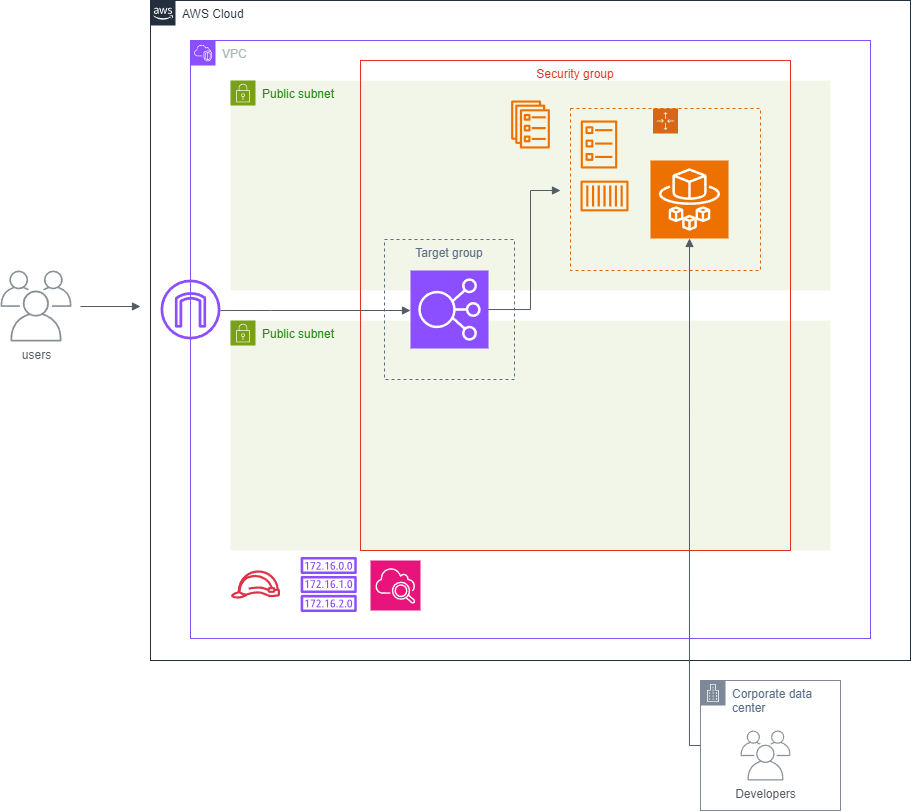 aws
AWS Cloud
VPC
Security group
Public subnet
Target group
Public subnet
users
172.16.0.0
172.16.1.0
172.16.2.0
Corporate data
center
Developers